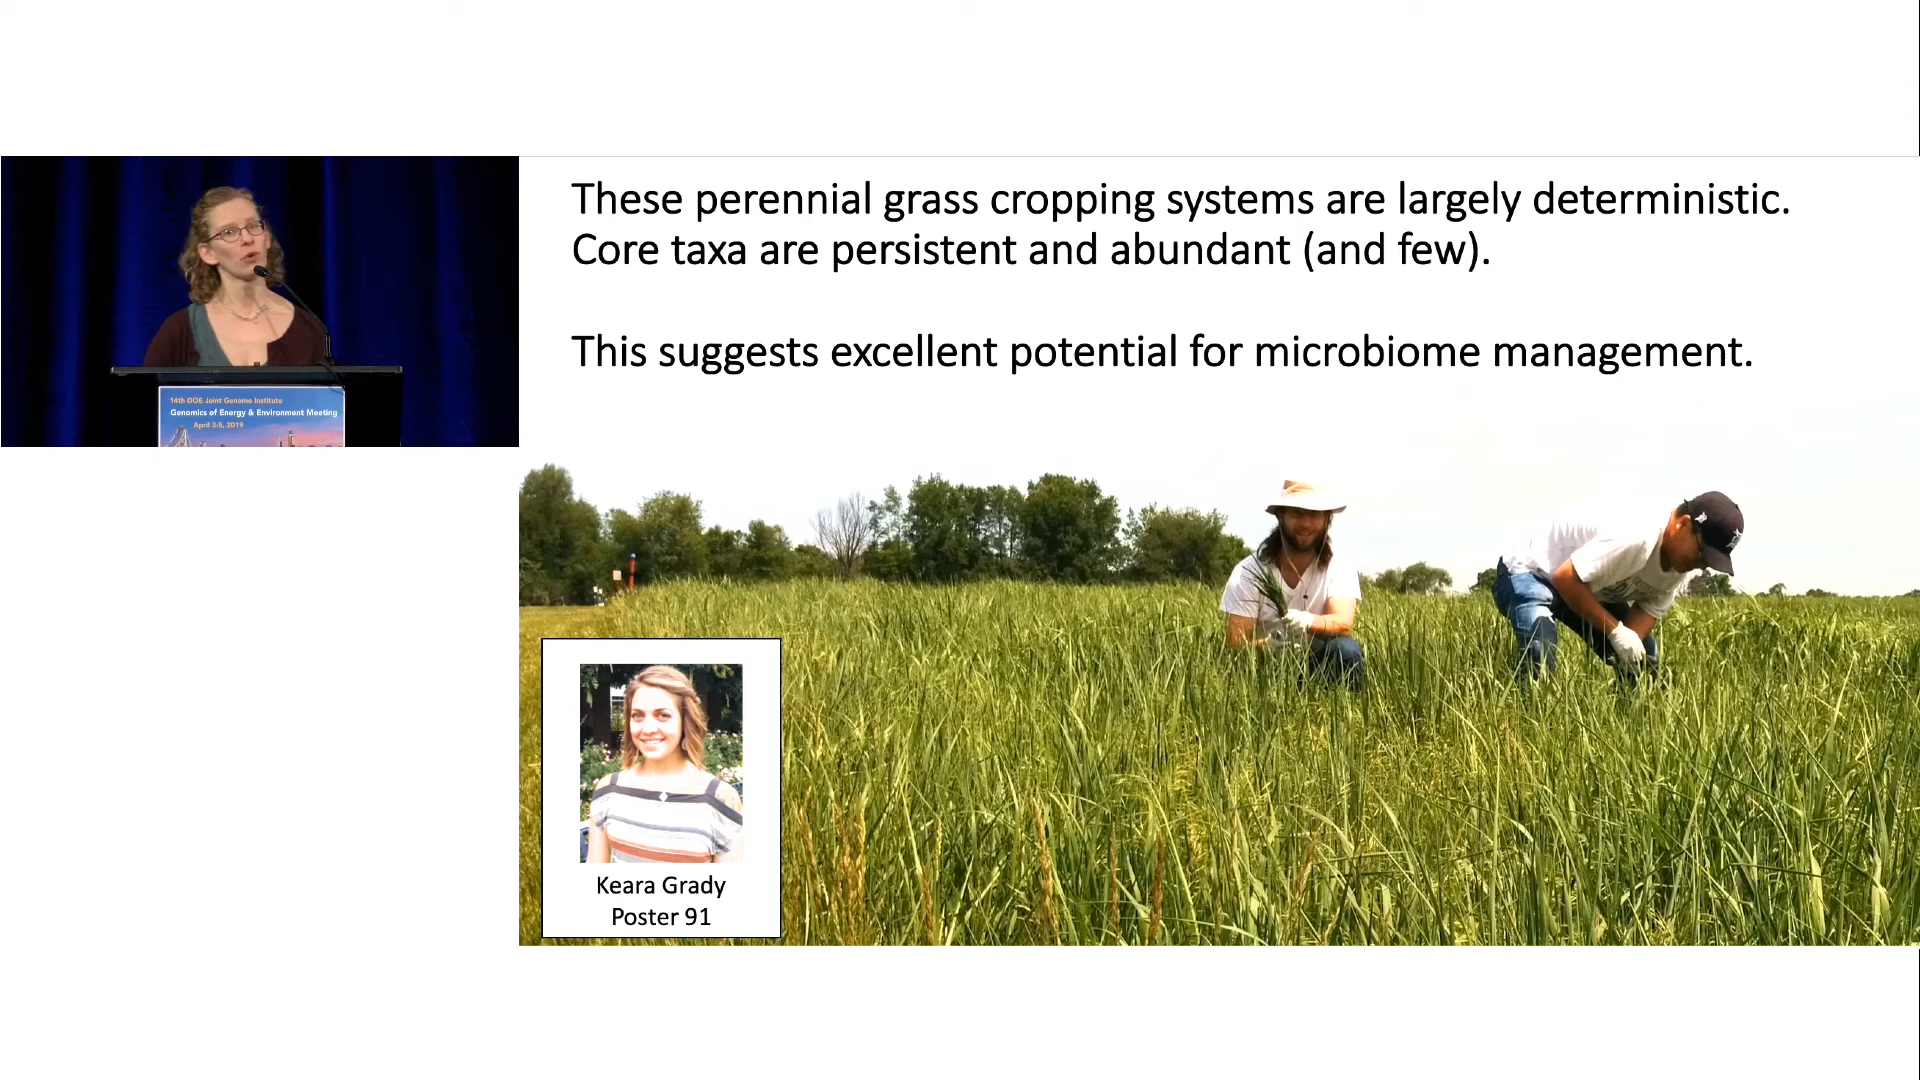 These perennial grass cropping systems are largely deterministic.
Core taxa are persistent and abundant (and few).
This suggests excellent potential for microbiome management.
14th DOE Joint Genome Institute
Genomics of Energy & Environment Meeting
April 3-5, 2019
Keara Grady
Poster 91